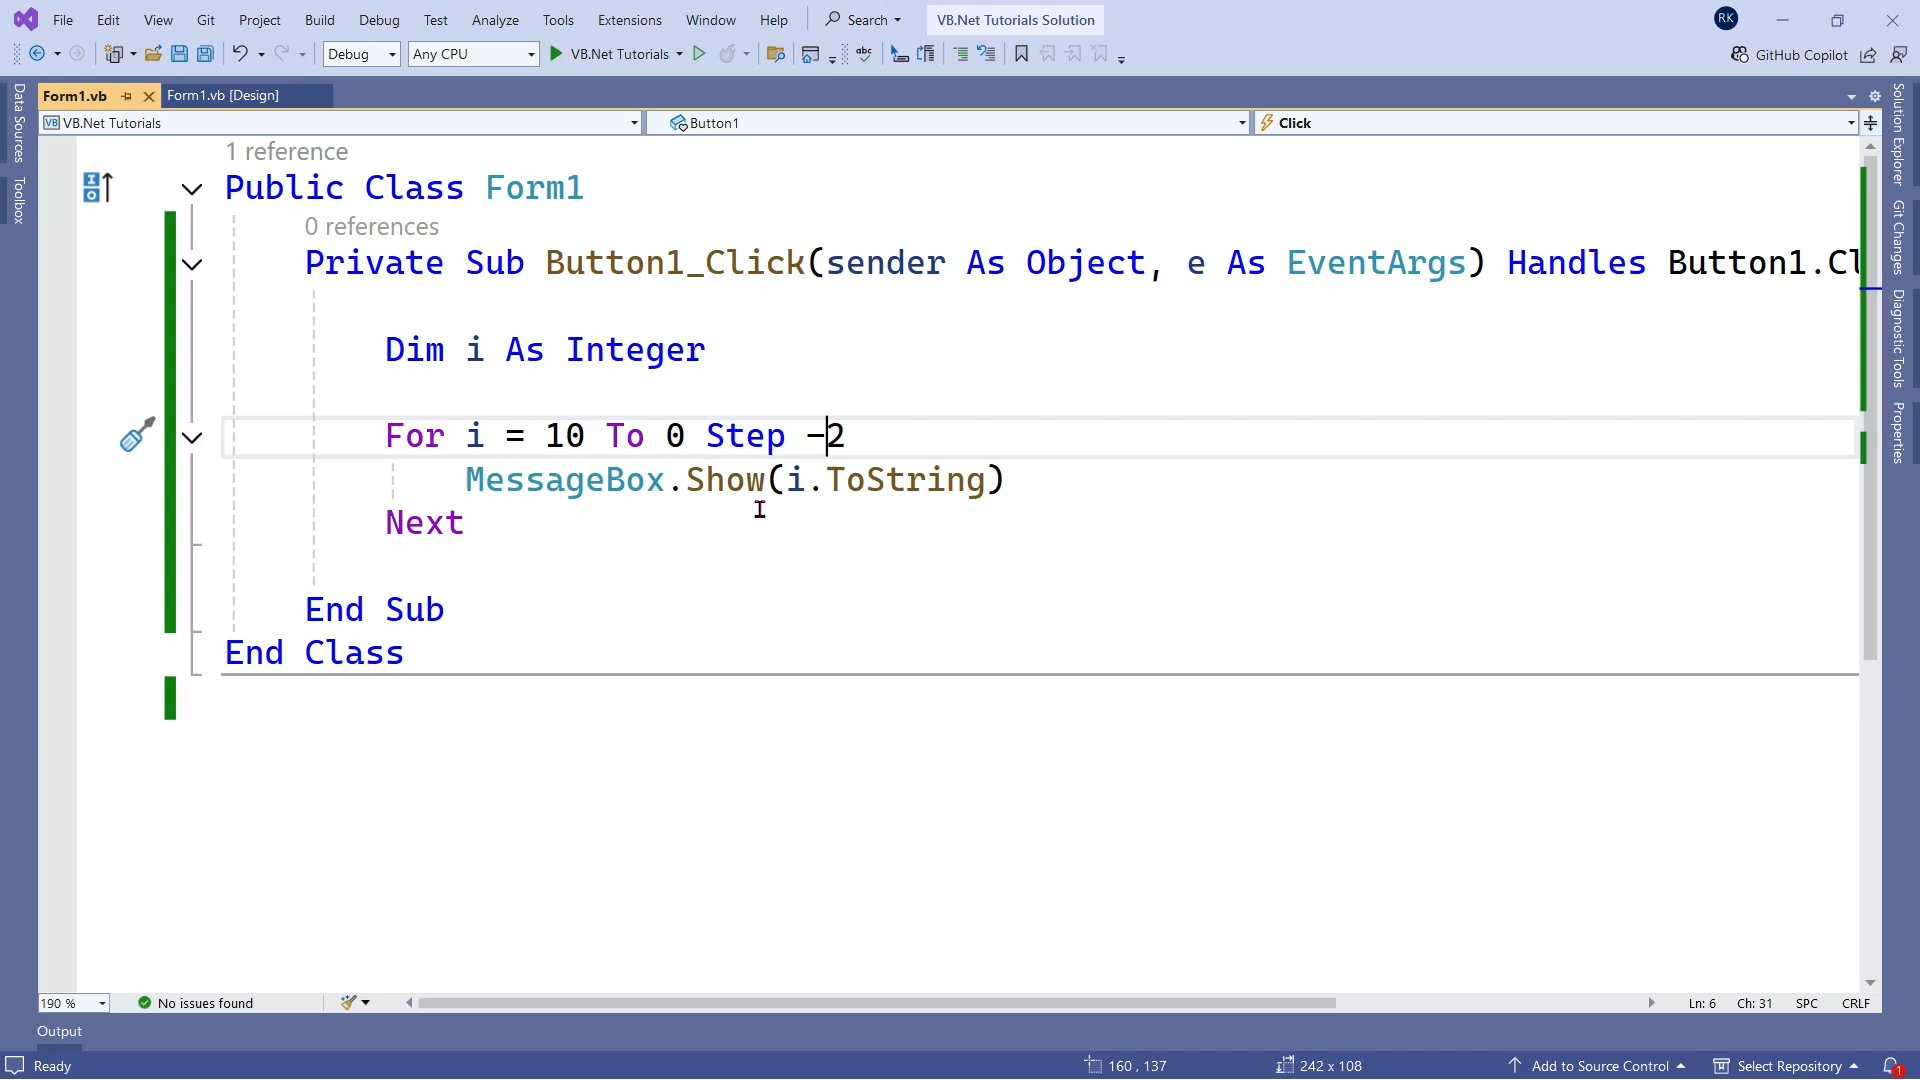 File Edit View Git Project Build Debug Test Analyze Tools Extensions Window Help Search VB.Net Tutorials Solution RK
Debug Any CPU VB.Net Tutorials abc GitHub Copilot
Form1.vb Form1.vb [Design]
VB VB.Net Tutorials Button1 Click
Data Sources
Toolbox
1 reference
Public Class Form1
0 references
Private Sub Button1_Click(sender As Object, e As EventArgs) Handles Button1.Cl
Dim i As Integer
For i = 10 To 0 Step -2
MessageBox.Show(i.ToString)
Next
End Sub
End Class
Solution Explorer
Git Changes
Diagnostic Tools
Properties
190 % No issues found Ln: 6 Ch: 31 SPC CRLF
Output
Ready 160 , 137 242 x 108 Add to Source Control Select Repository 1